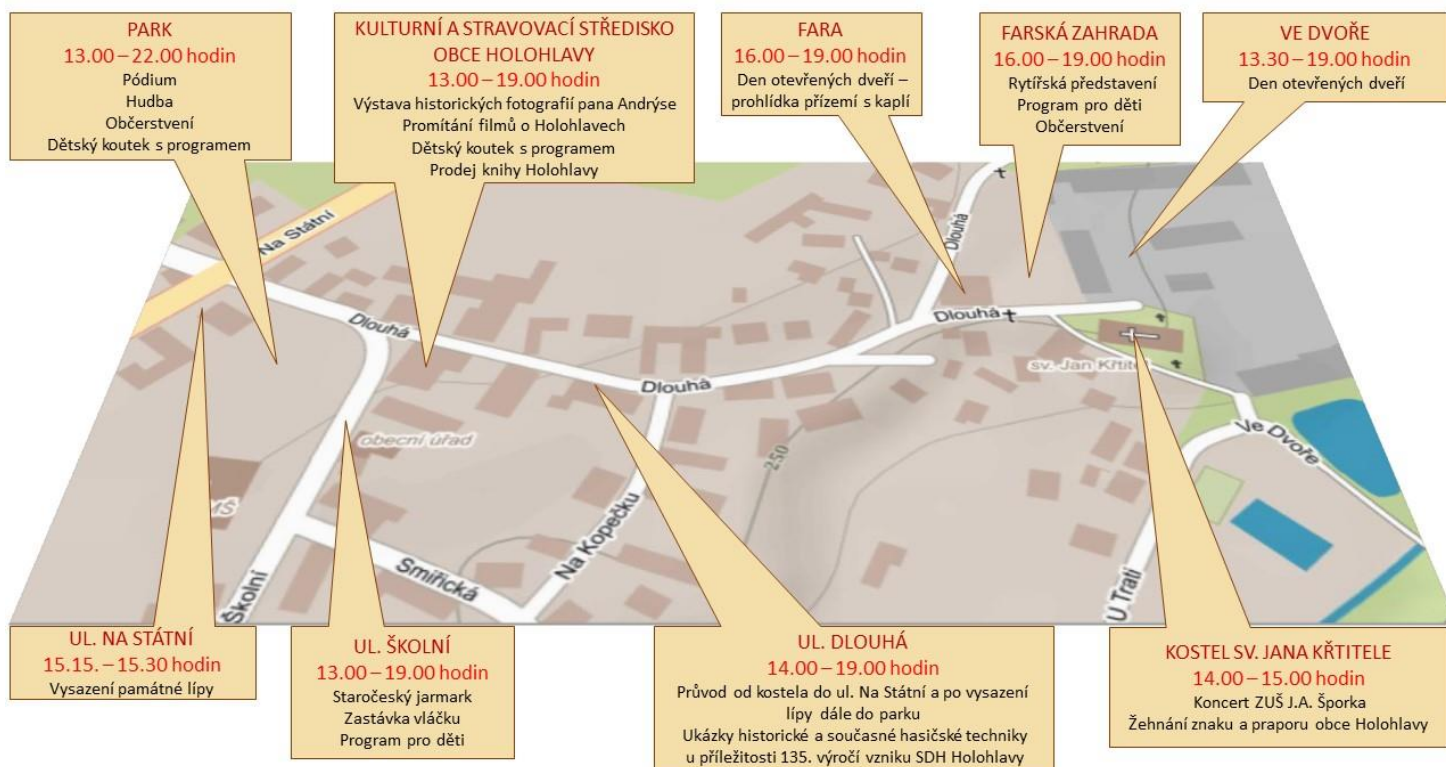 PARK
13.00 – 22.00 hodin
Pódium
Hudba
Občerstvení
Dětský koutek s programem
KULTURNÍ A STRAVOVACÍ STŘEDISKO
OBCE HOLOHLAVY
13.00 – 19.00 hodin
Výstava historických fotografií pana Andrýse
Promítání filmů o Holohlavech
Dětský koutek s programem
Prodej knihy Holohlavy
FARA
16.00 – 19.00 hodin
Den otevřených dveří –
prohlídka přízemí s kaplí
FARSKÁ ZAHRADA
16.00 – 19.00 hodin
Rytířská představení
Program pro děti
Občerstvení
VE DVOŘE
13.30 – 19.00 hodin
Den otevřených dveří
Na Státní
Dlouhá
Dlouhá
Dlouhá
Dlouhá
sv. Jan Křtitel
obecní úřad
250
Ve Dvoře
MŠ
Školní
Smiřická
Na Kopečku
U Trati
UL. NA STÁTNÍ
15.15. – 15.30 hodin
Vysazení památné lípy
UL. ŠKOLNÍ
13.00 – 19.00 hodin
Staročeský jarmark
Zastávka vláčku
Program pro děti
UL. DLOUHÁ
14.00 – 19.00 hodin
Průvod od kostela do ul. Na Státní a po vysazení
lípy dále do parku
Ukázky historické a současné hasičské techniky
u příležitosti 135. výročí vzniku SDH Holohlavy
KOSTEL SV. JANA KŘTITELE
14.00 – 15.00 hodin
Koncert ZUŠ J.A. Šporka
Žehnání znaku a praporu obce Holohlavy